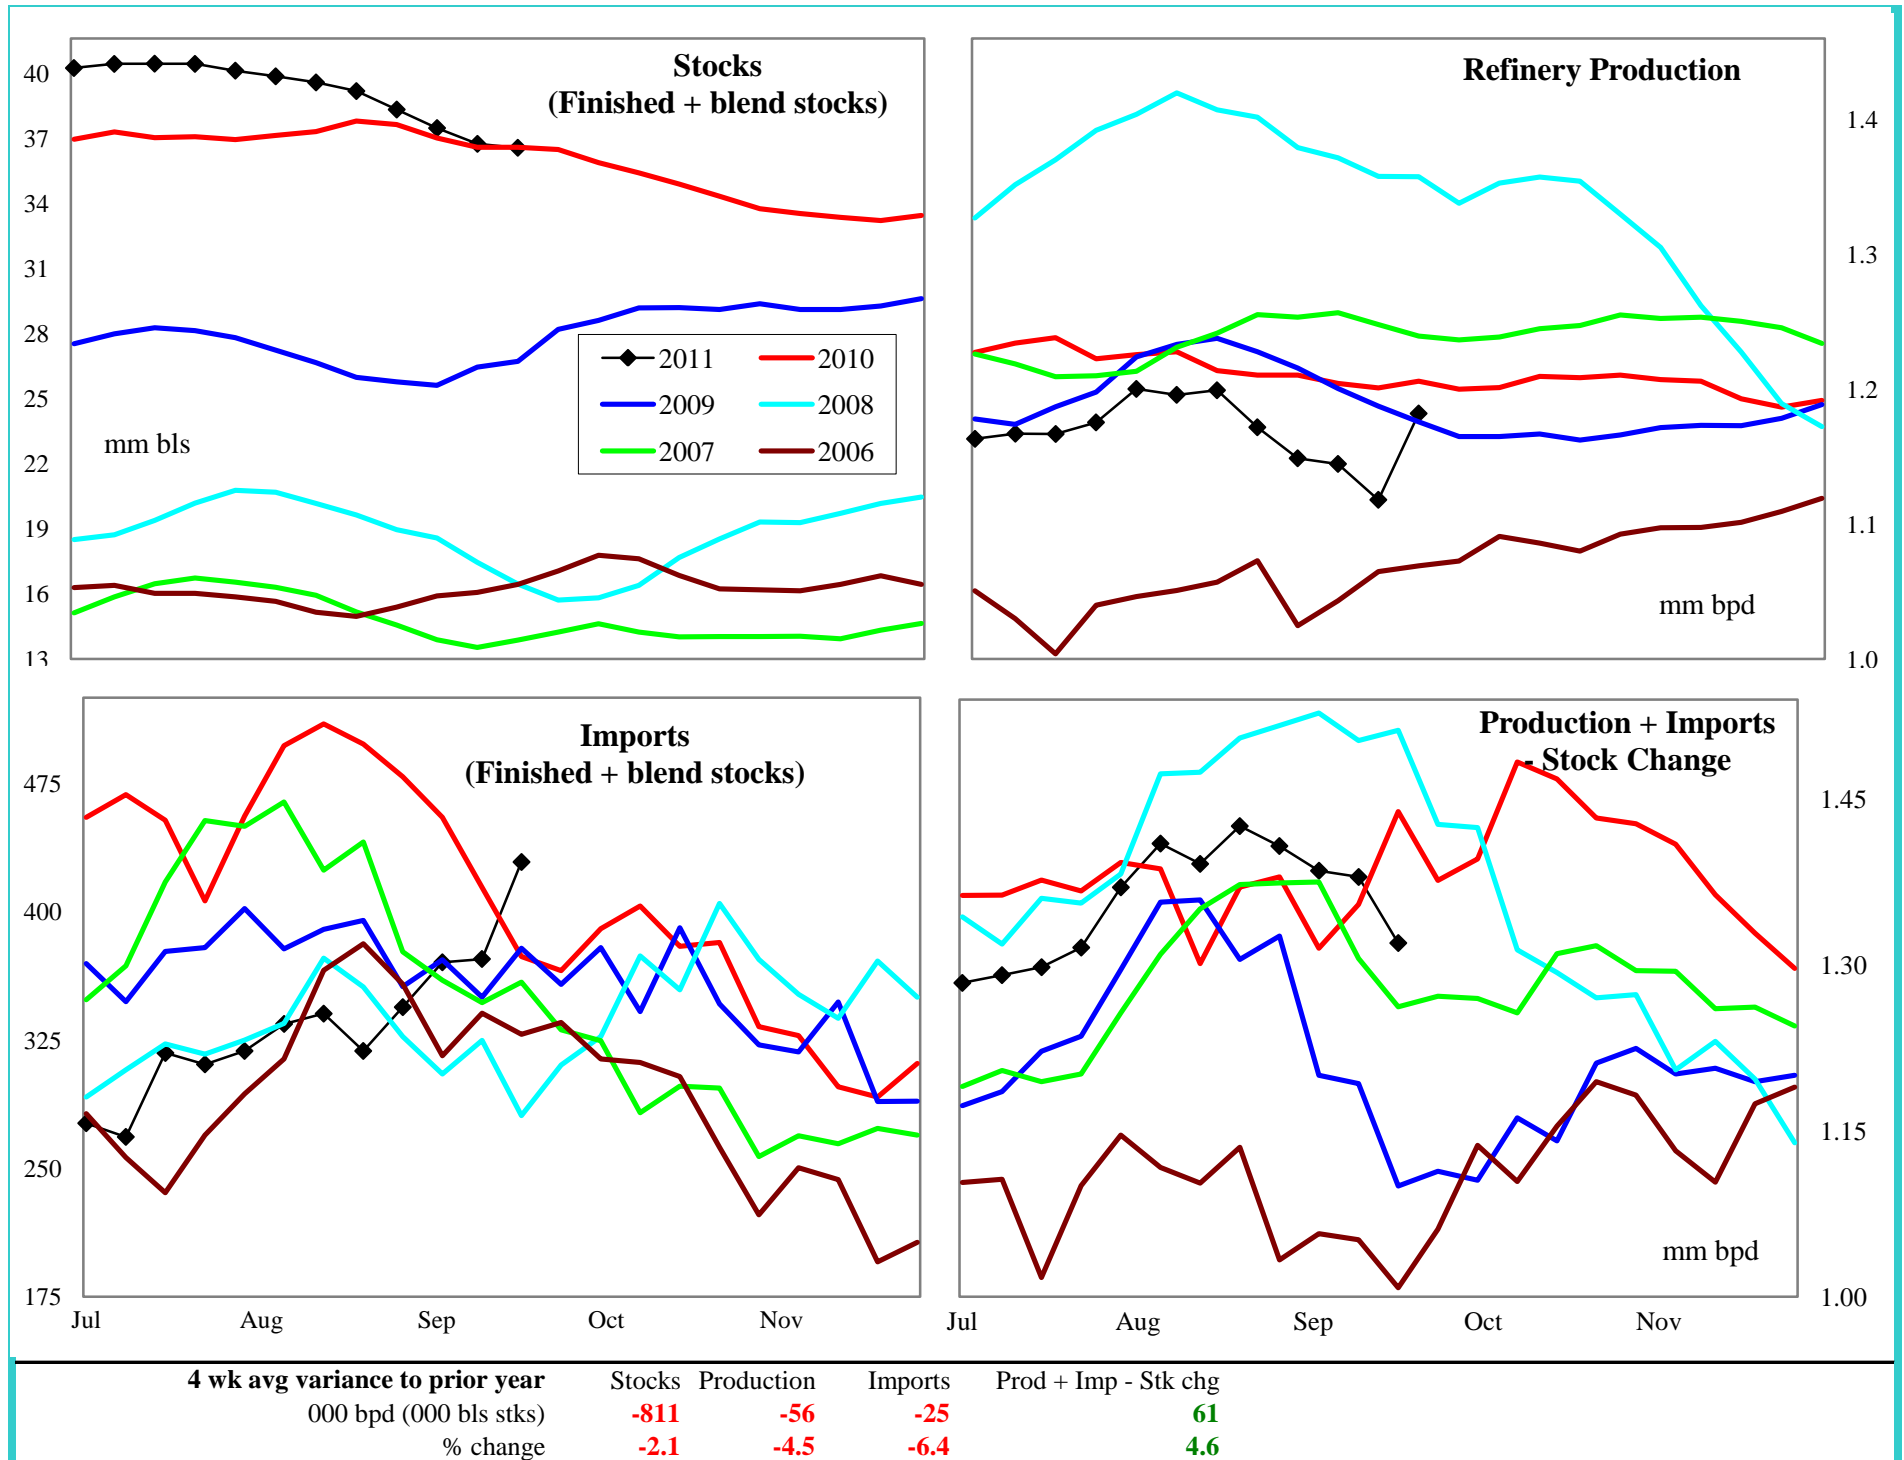 Stocks
(Finished + blend stocks)
40
37
34
31
28
25
22
19
16
13
mm bls
2011 2010
2009 2008
2007 2006
Refinery Production
1.4
1.3
1.2
1.1
1.0
mm bpd
Imports
(Finished + blend stocks)
475
400
325
250
175
Jul Aug Sep Oct Nov
Production + Imports
- Stock Change
1.45
1.30
1.15
1.00
mm bpd
Jul Aug Sep Oct Nov
4 wk avg variance to prior year Stocks Production Imports Prod + Imp - Stk chg
000 bpd (000 bls stks) -811 -56 -25 61
% change -2.1 -4.5 -6.4 4.6